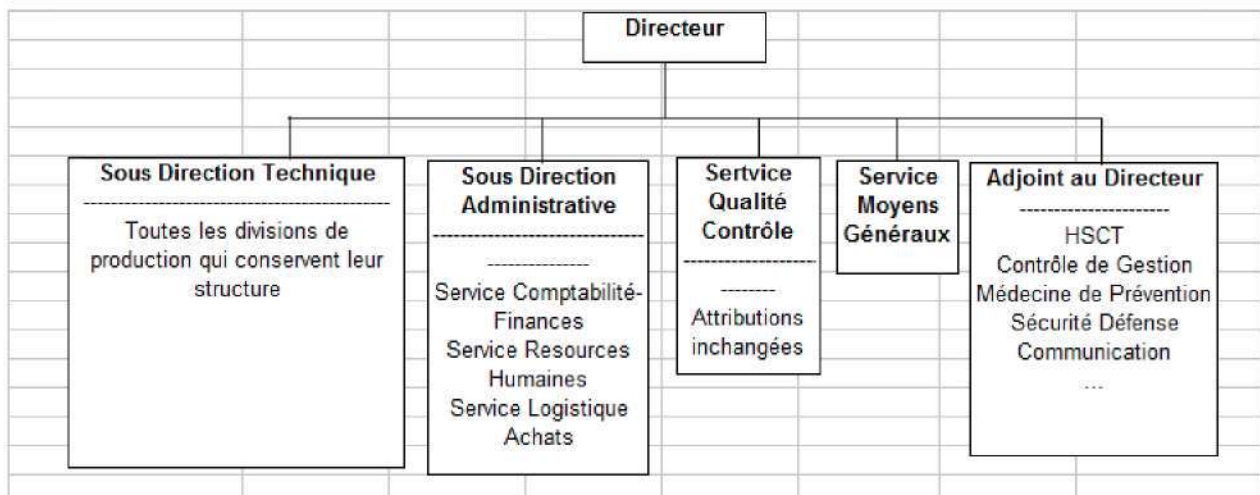 Directeur
Sous Direction Technique
--------------------------------------------
Toutes les divisions de
production qui conservent leur
structure
Sous Direction
Administrative
------------------------------
---------------
Service Comptabilité-
Finances
Service Resources
Humaines
Service Logistique
Achats
Sertvice
Qualité
Contrôle
-------------------
--------
Attributions
inchangées
Service
Moyens
Généraux
Adjoint au Directeur
----------------------
HSCT
Contrôle de Gestion
Médecine de Prévention
Sécurité Défense
Communication
...